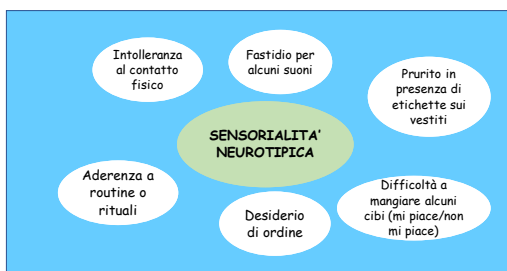 Intolleranza
al contatto
fisico
Fastidio per
alcuni suoni
Prurito in
presenza di
etichette sui
vestiti
SENSORIALITA’
NEUROTIPICA
Aderenza a
routine o
rituali
Desiderio
di ordine
Difficoltà a
mangiare alcuni
cibi (mi piace/non
mi piace)